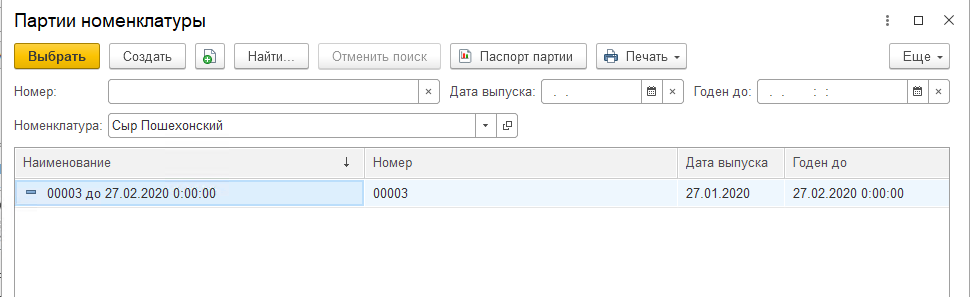 Партии номенклатуры
Выбрать Создать Найти... Отменить поиск Паспорт партии Печать Еще
Номер: Дата выпуска: . . Годен до: . . : :
Номенклатура: Сыр Пошехонский
Наименование Номер Дата выпуска Годен до
00003 до 27.02.2020 0:00:00 00003 27.01.2020 27.02.2020 0:00:00